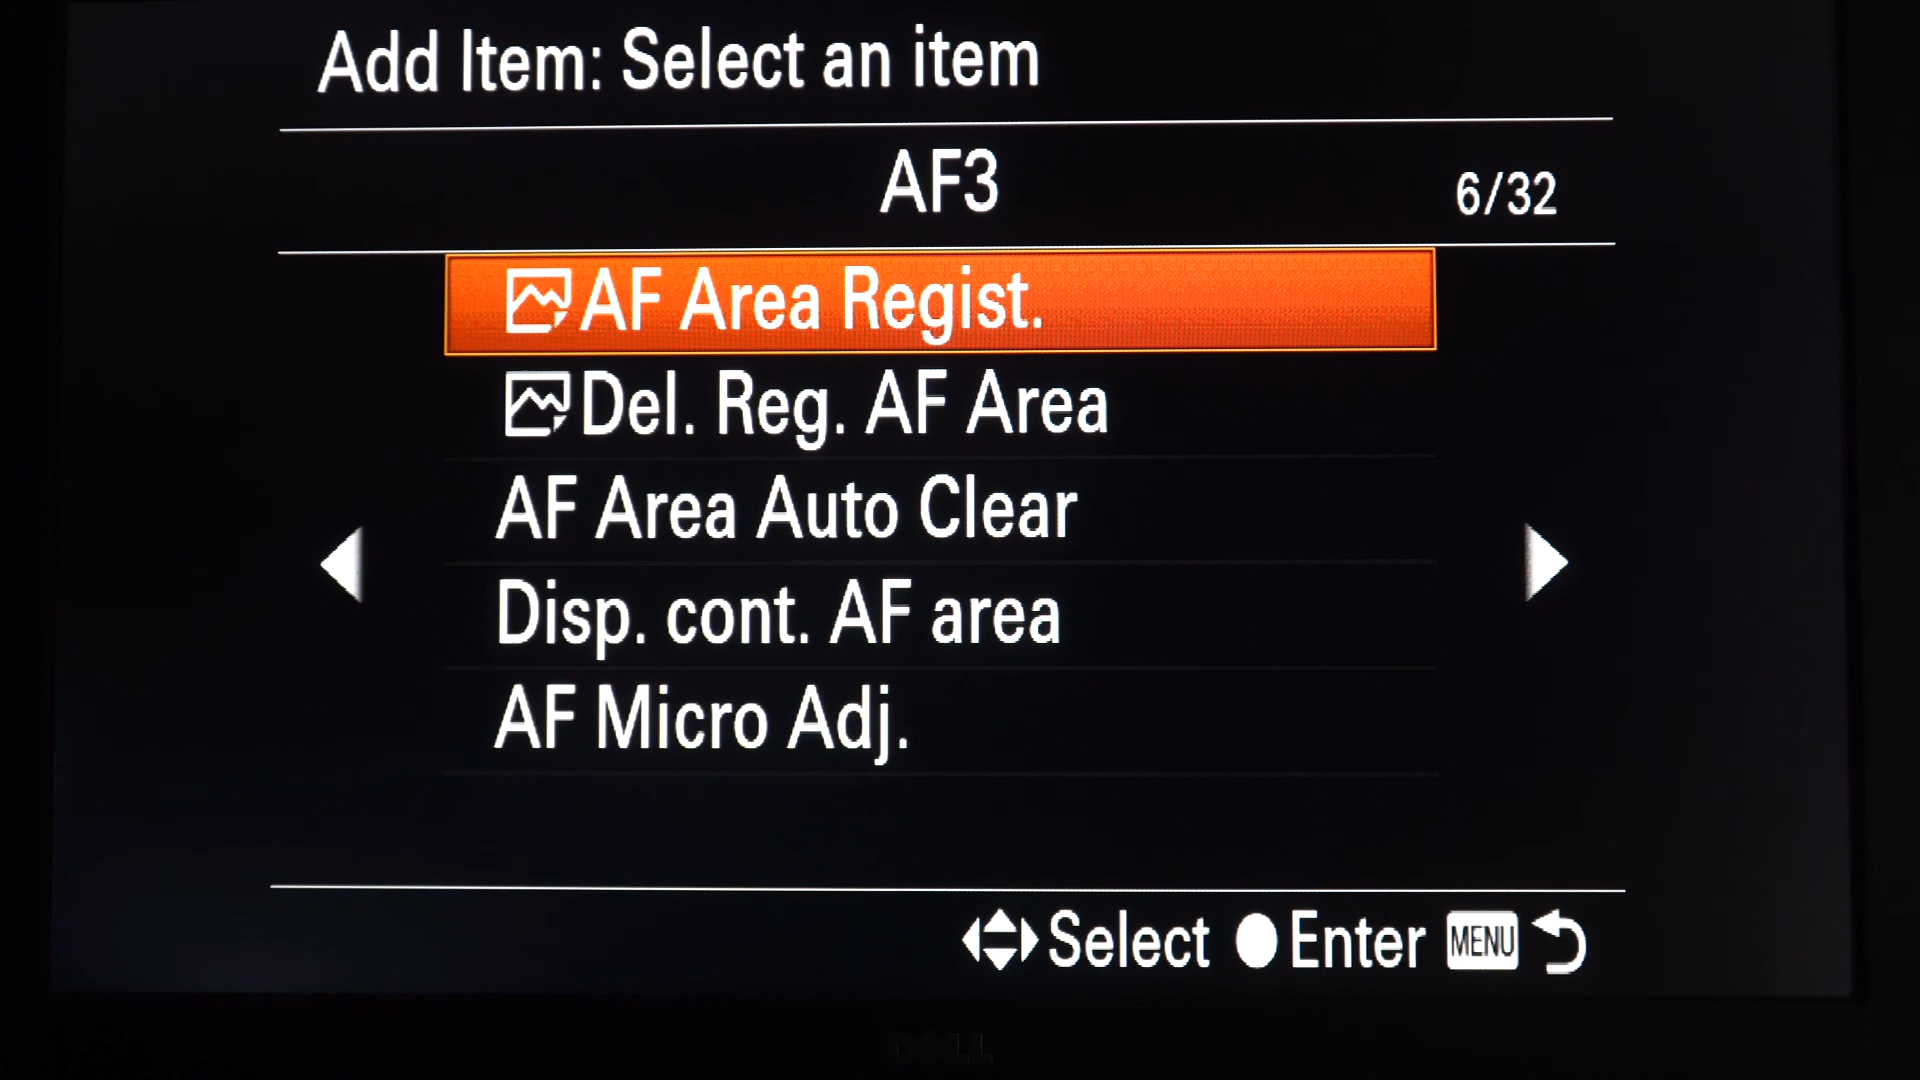 Add Item: Select an item
AF3
6/32
AF Area Regist.
Del. Reg. AF Area
AF Area Auto Clear
Disp. cont. AF area
AF Micro Adj.
Select Enter MENU
DELL